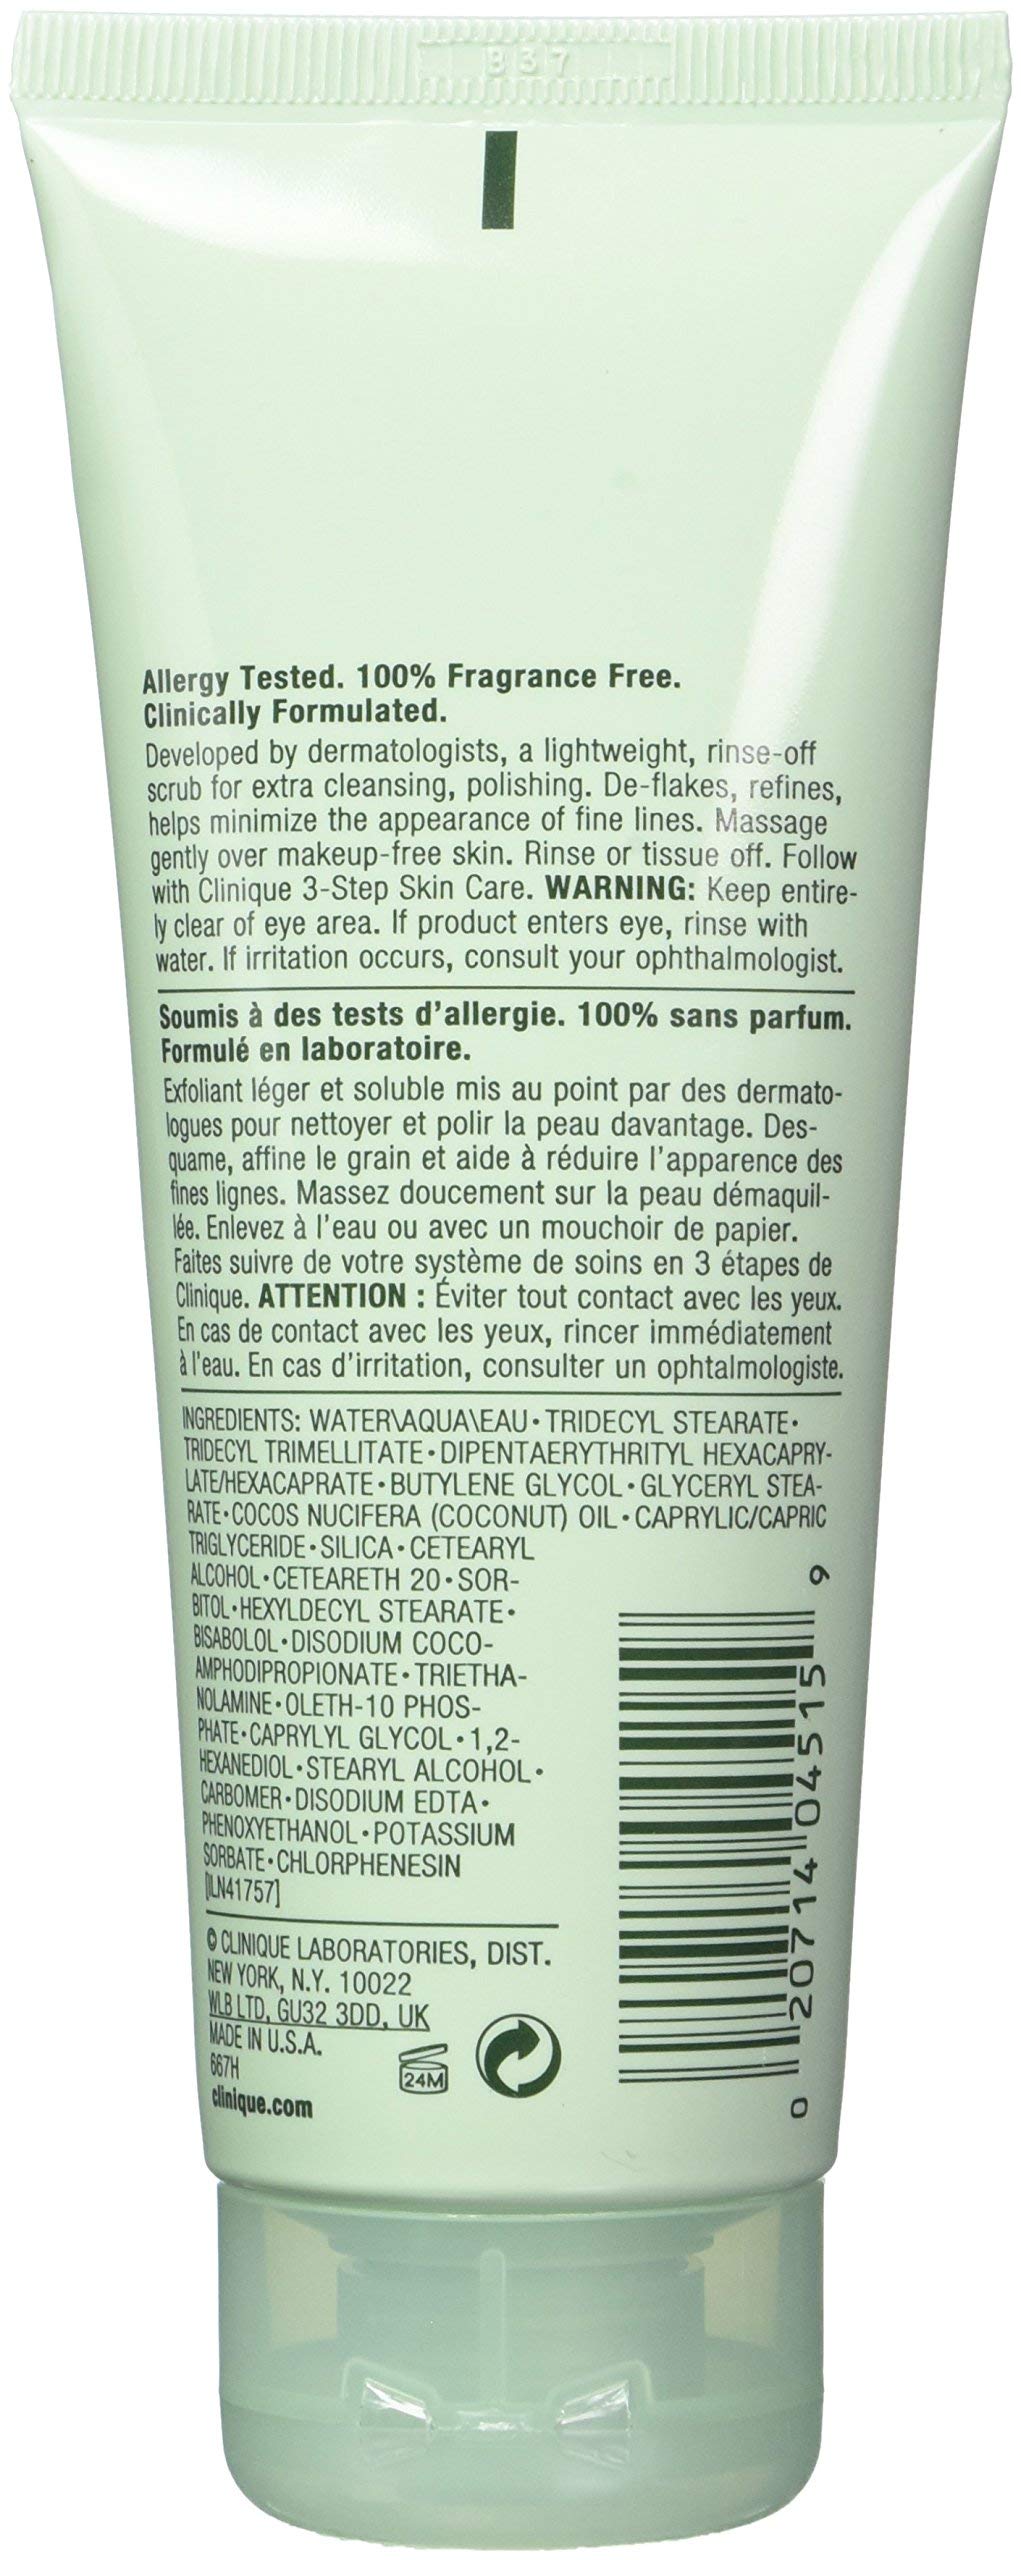 B37
Allergy Tested. 100% Fragrance Free.
Clinically Formulated.
Developed by dermatologists, a lightweight, rinse-off
scrub for extra cleansing, polishing. De-flakes, refines,
helps minimize the appearance of fine lines. Massage
gently over makeup-free skin. Rinse or tissue off. Follow
with Clinique 3-Step Skin Care. WARNING: Keep entire-
ly clear of eye area. If product enters eye, rinse with
water. If irritation occurs, consult your ophthalmologist.
Soumis à des tests d'allergie. 100% sans parfum.
Formulé en laboratoire.
Exfoliant léger et soluble mis au point par des dermato-
logues pour nettoyer et polir la peau davantage. Des-
quame, affine le grain et aide à réduire l'apparence des
fines lignes. Massez doucement sur la peau démaquil-
lée. Enlevez à l'eau ou avec un mouchoir de papier.
Faites suivre de votre système de soins en 3 étapes de
Clinique. ATTENTION : Éviter tout contact avec les yeux.
En cas de contact avec les yeux, rincer immédiatement
à l'eau. En cas d'irritation, consulter un ophtalmologiste.
INGREDIENTS: WATER\AQUA\EAU • TRIDECYL STEARATE •
TRIDECYL TRIMELLITATE • DIPENTAERYTHRITYL HEXACAPRY-
LATE/HEXACAPRATE • BUTYLENE GLYCOL • GLYCERYL STEA-
RATE • COCOS NUCIFERA (COCONUT) OIL • CAPRYLIC/CAPRIC
TRIGLYCERIDE • SILICA • CETEARYL
ALCOHOL • CETEARETH 20 • SOR-
BITOL • HEXYLDECYL STEARATE •
BISABOLOL • DISODIUM COCO-
AMPHODIPROPIONATE • TRIETHA-
NOLAMINE • OLETH-10 PHOS-
PHATE • CAPRYLYL GLYCOL • 1,2-
HEXANEDIOL • STEARYL ALCOHOL •
CARBOMER • DISODIUM EDTA •
PHENOXYETHANOL • POTASSIUM
SORBATE • CHLORPHENESIN
[ILN41757]
© CLINIQUE LABORATORIES, DIST.
NEW YORK, N.Y. 10022
WLB LTD, GU32 3DD, UK
MADE IN U.S.A.
667H
clinique.com
24M
0 20714 04515 9